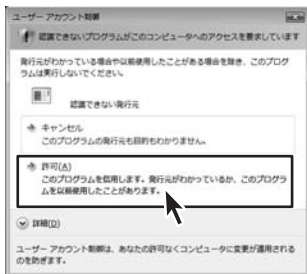 ユーザー アカウント制御
認識できないプログラムがこのコンピュータへのアクセスを要求しています
発行元がわかっている場合や以前使用したことがある場合を除き、このプログ
ラムは実行しないでください。
認識できない発行元
キャンセル
このプログラムの発行元も目的もわかりません。
許可(A)
このプログラムを信用します。発行元がわかっているか、このプログラ
ムを以前使用したことがあります。
詳細(D)
ユーザー アカウント制御は、あなたの許可なくコンピュータに変更が適用される
のを防ぎます。